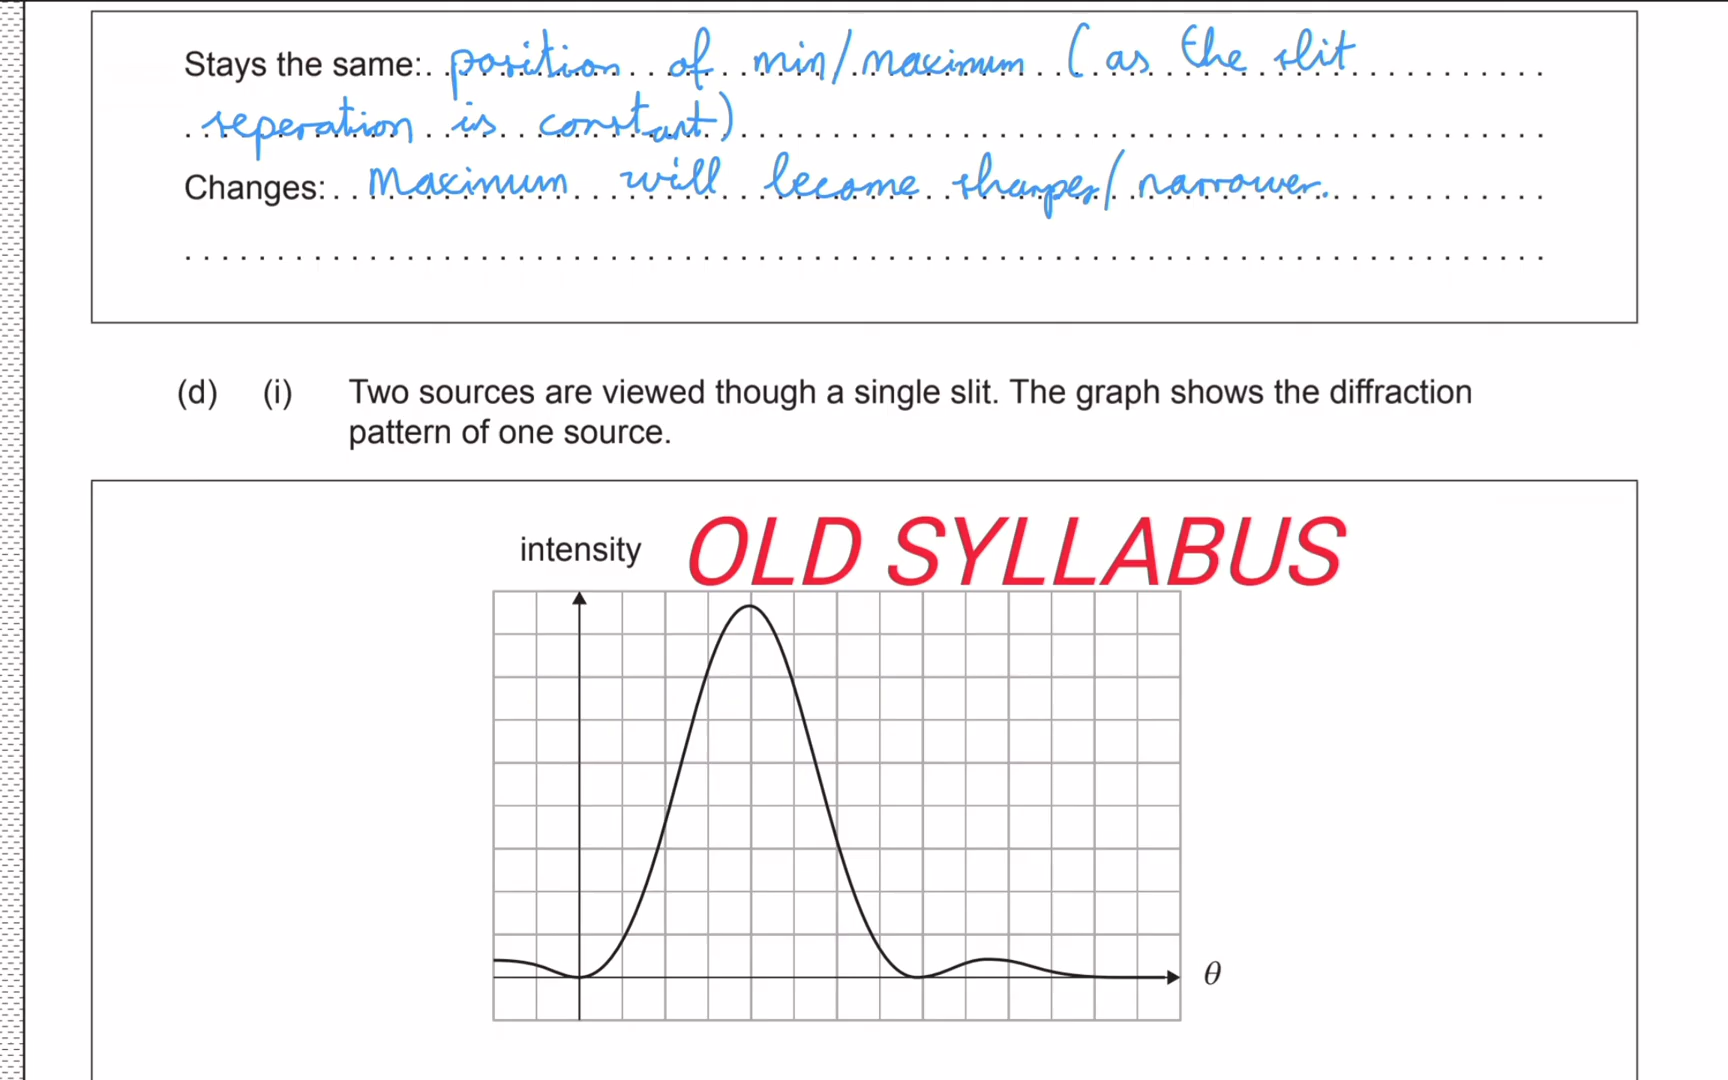 Stays the same: position of min/maximum (as the slit
seperation is constant)
Changes: Maximum will become sharper/narrower.
(d) (i) Two sources are viewed though a single slit. The graph shows the diffraction
pattern of one source.
intensity OLD SYLLABUS
θ